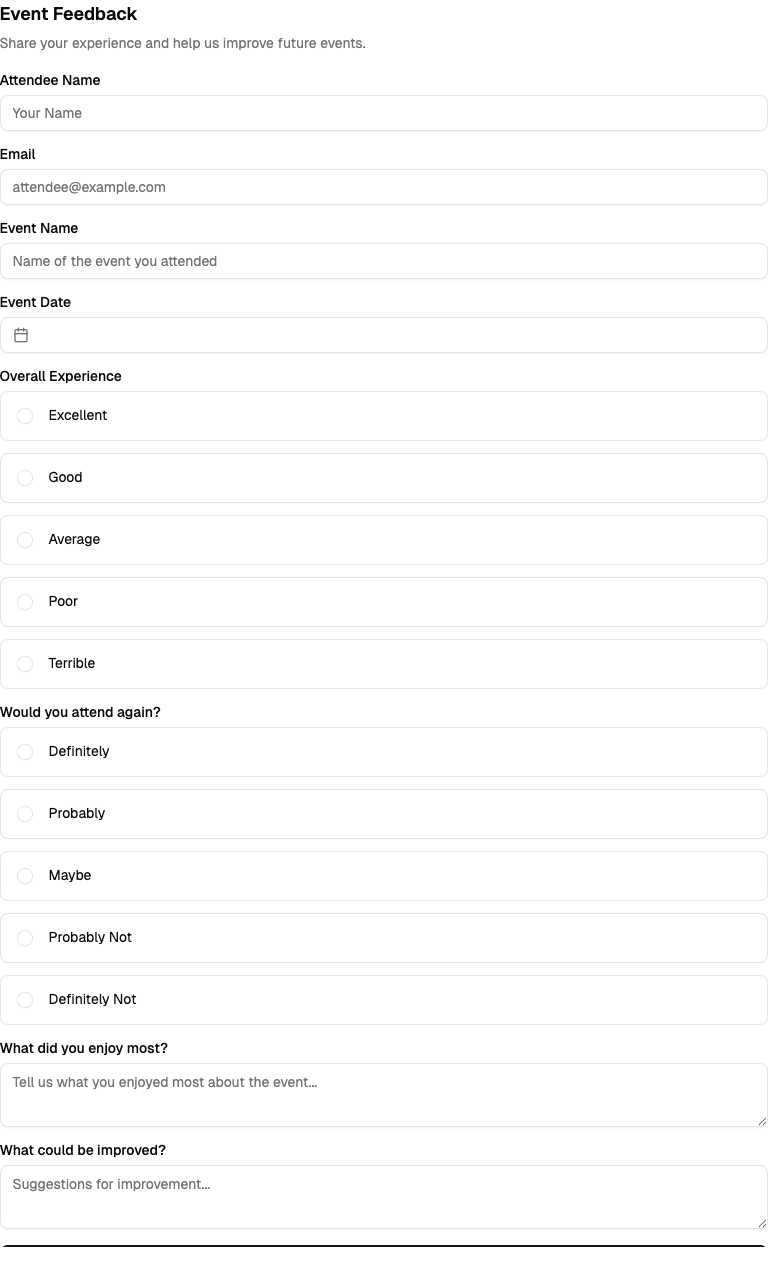 Event Feedback
Share your experience and help us improve future events.
Attendee Name
Your Name
Email
attendee@example.com
Event Name
Name of the event you attended
Event Date
Overall Experience
Excellent
Good
Average
Poor
Terrible
Would you attend again?
Definitely
Probably
Maybe
Probably Not
Definitely Not
What did you enjoy most?
Tell us what you enjoyed most about the event...
What could be improved?
Suggestions for improvement...